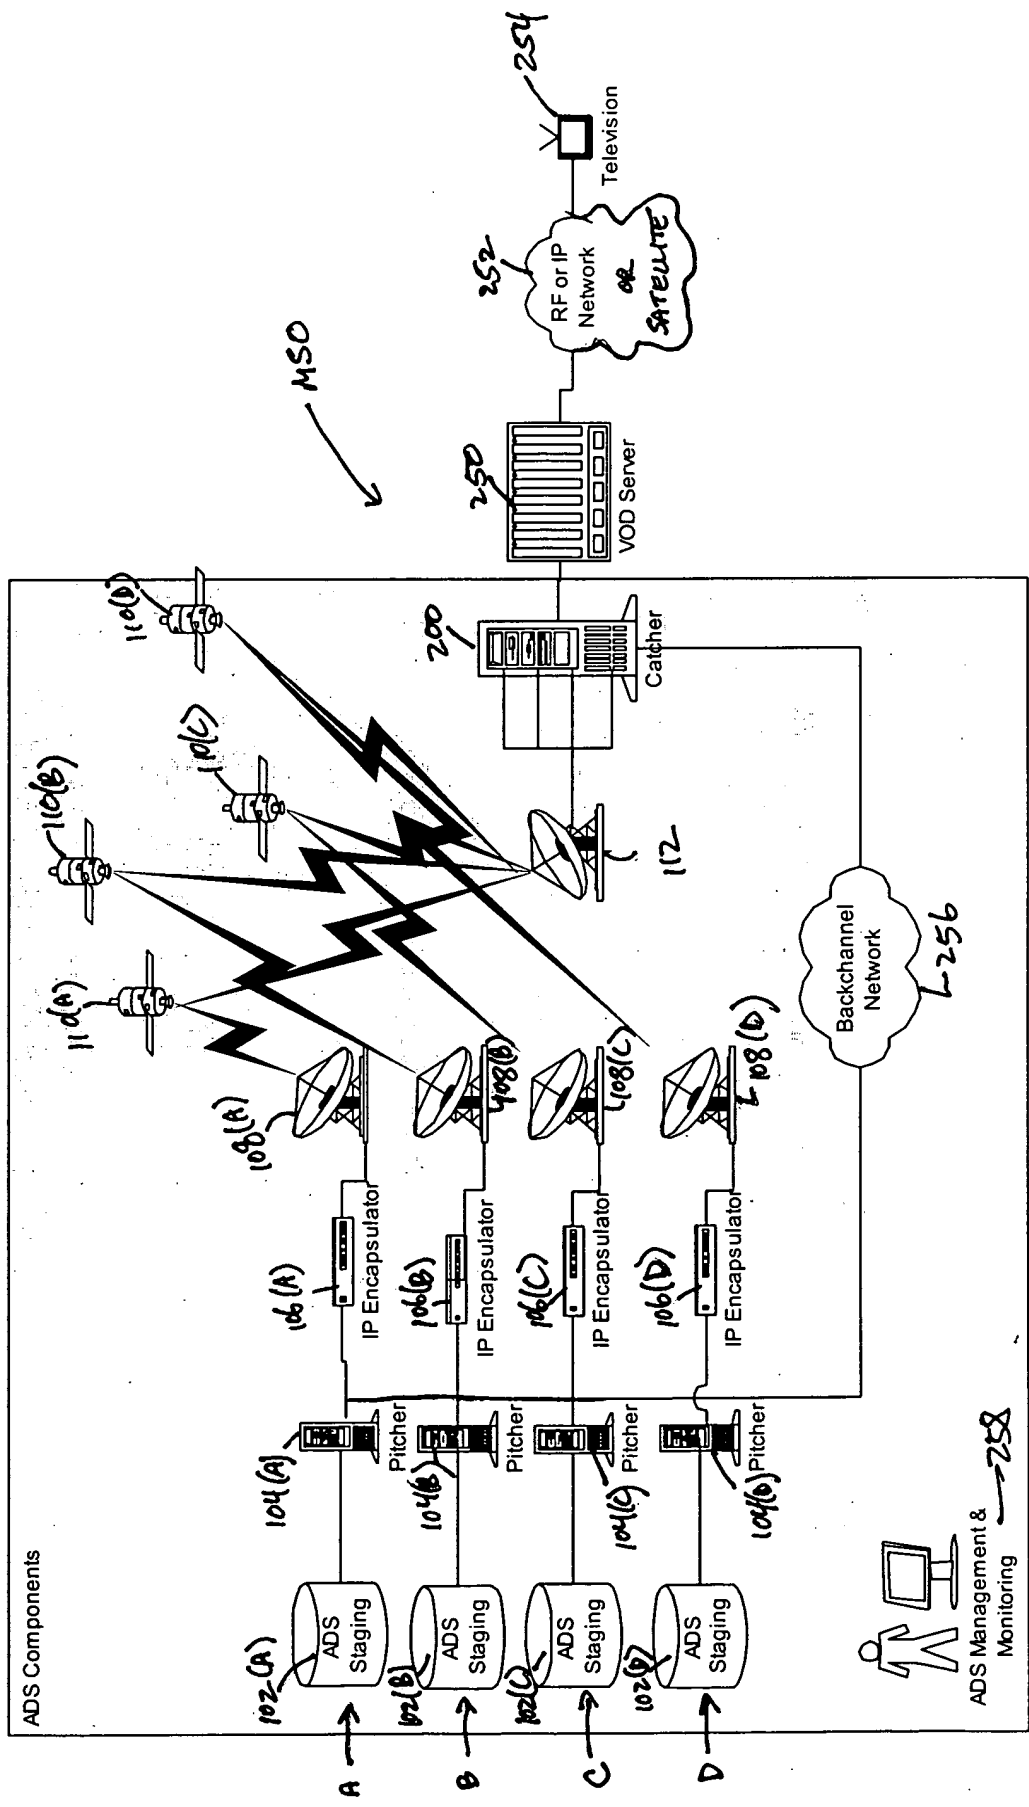 ADS Components
A
102(A)
ADS
Staging
104(A)
Pitcher
106(A)
IP Encapsulator
108(A)
110(A)
B
102(B)
ADS
Staging
104(B)
Pitcher
106(B)
IP Encapsulator
108(B)
110(B)
C
102(C)
ADS
Staging
104(C)
Pitcher
106(C)
IP Encapsulator
108(C)
110(C)
D
102(D)
ADS
Staging
104(D)
Pitcher
106(D)
IP Encapsulator
108(D)
110(D)
112
200
Catcher
MSO
250
VOD Server
252
RF or IP
Network
OR
SATELLITE
254
Television
Backchannel
Network
256
ADS Management &
Monitoring
258